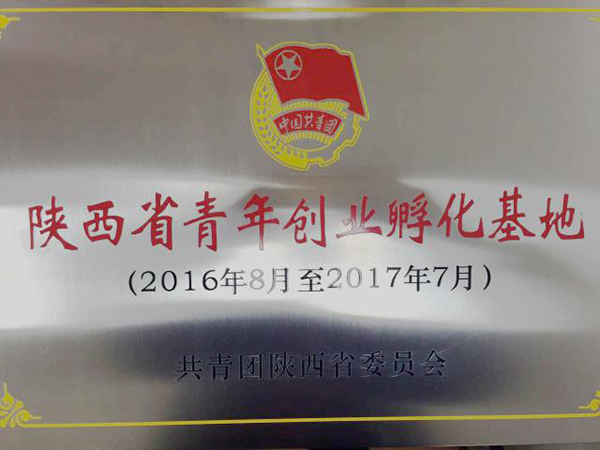 中国共青团
陕西省青年创业孵化基地
(2016年8月至2017年7月)
共青团陕西省委员会